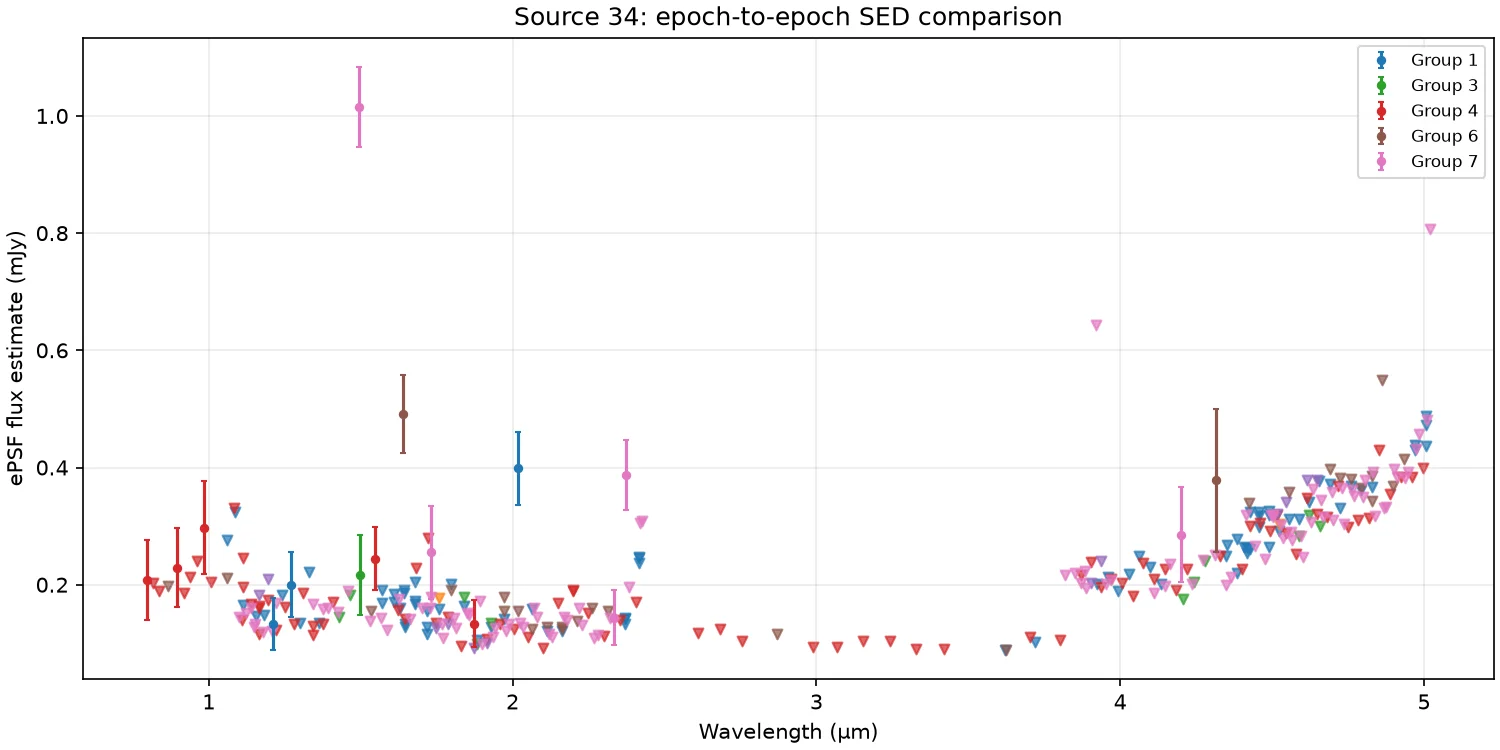 Source 34: epoch-to-epoch SED comparison
ePSF flux estimate (mJy)
1.0
0.8
0.6
0.4
0.2
1
2
3
4
5
Wavelength (μm)
Group 1
Group 3
Group 4
Group 6
Group 7